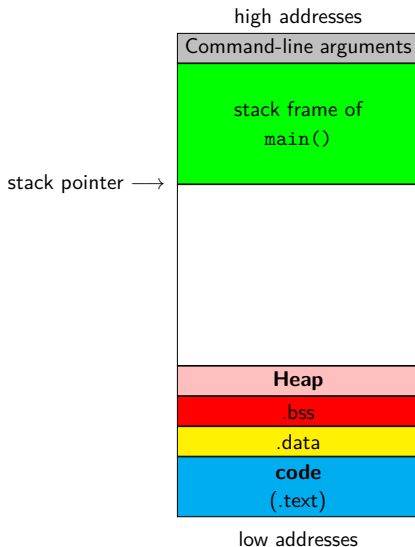 high addresses
Command-line arguments
stack frame of
main()
stack pointer →
Heap
.bss
.data
code
(.text)
low addresses